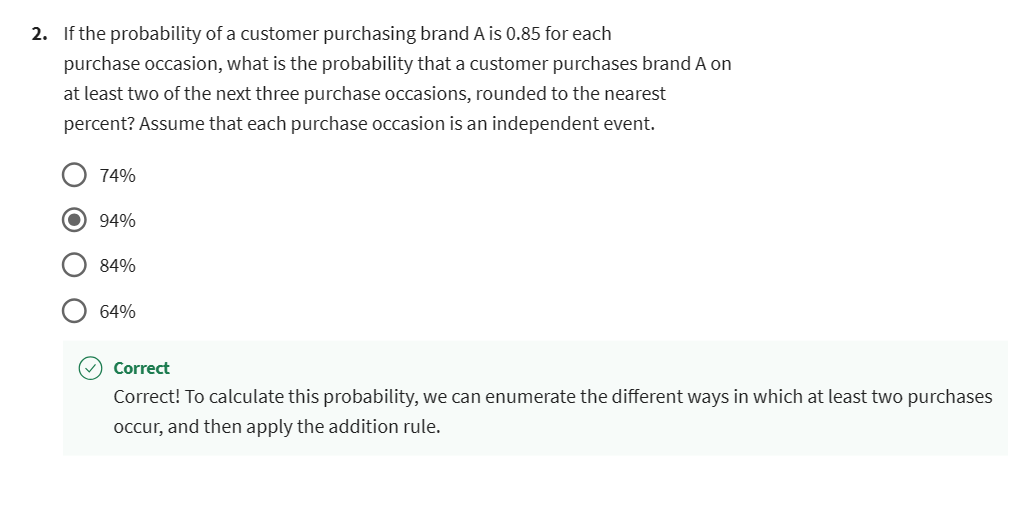 2. If the probability of a customer purchasing brand A is 0.85 for each
purchase occasion, what is the probability that a customer purchases brand A on
at least two of the next three purchase occasions, rounded to the nearest
percent? Assume that each purchase occasion is an independent event.
74%
94%
84%
64%
Correct
Correct! To calculate this probability, we can enumerate the different ways in which at least two purchases
occur, and then apply the addition rule.